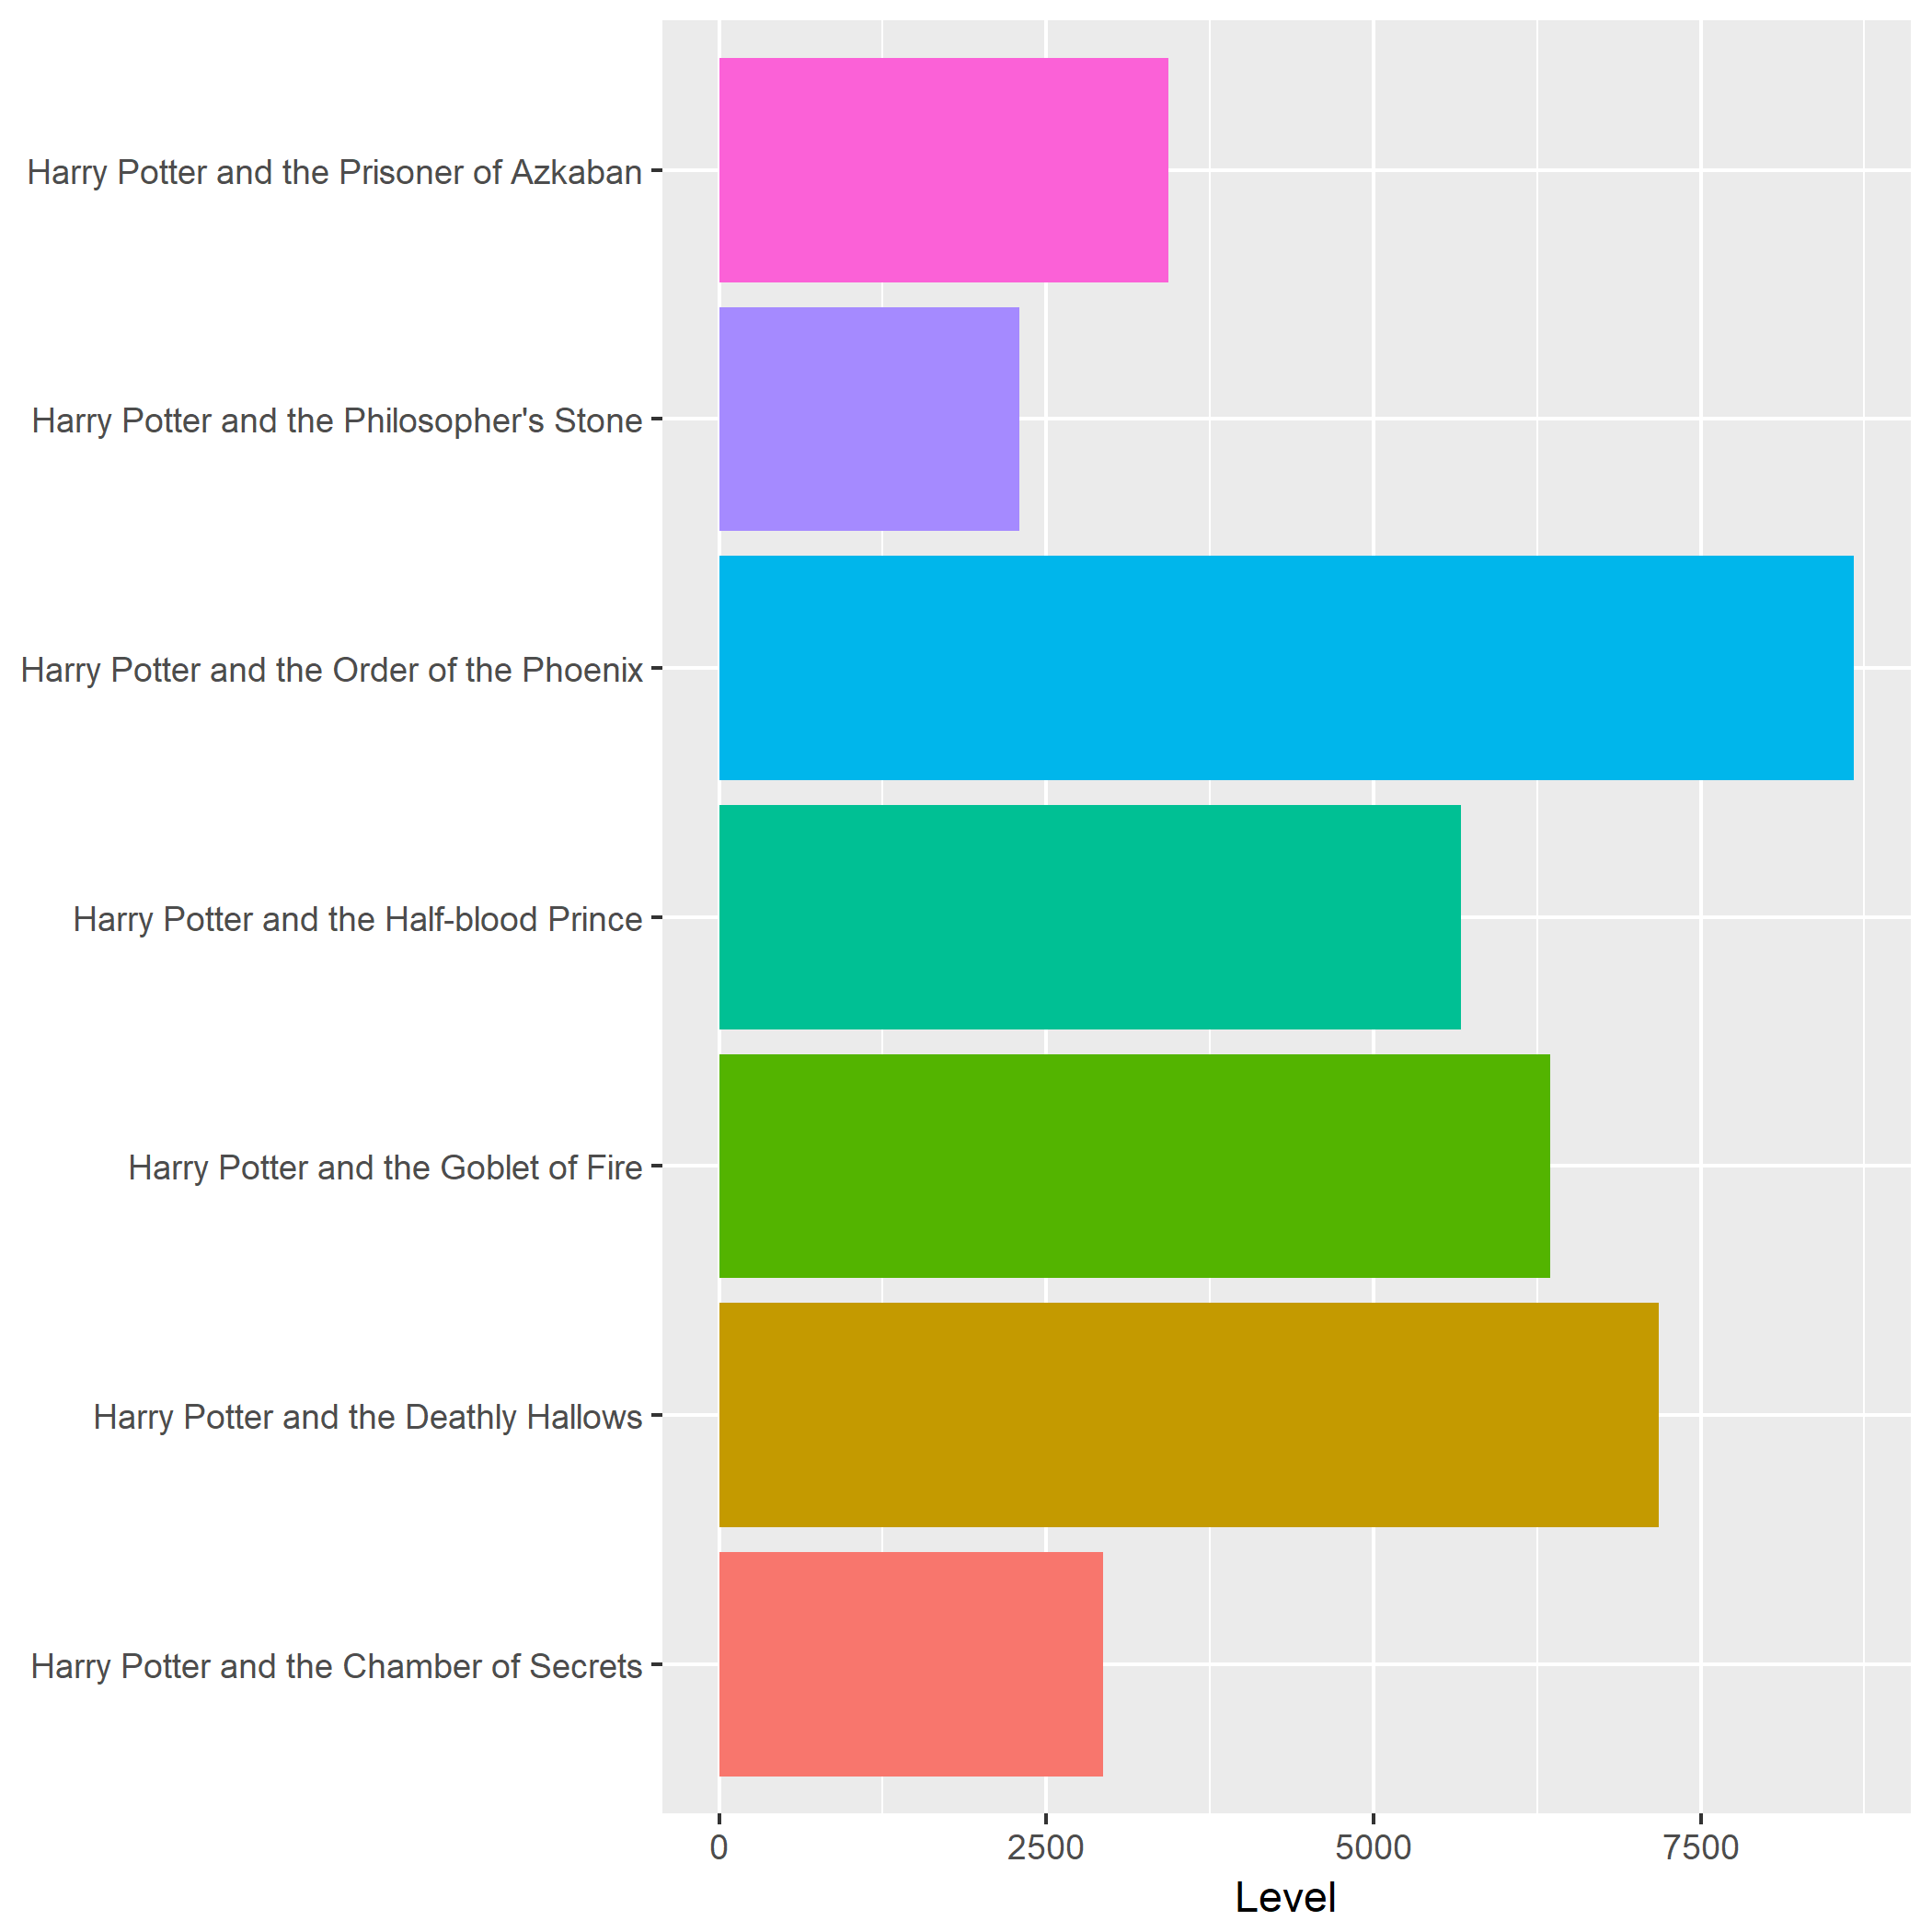 Harry Potter and the Prisoner of Azkaban
Harry Potter and the Philosopher's Stone
Harry Potter and the Order of the Phoenix
Harry Potter and the Half-blood Prince
Harry Potter and the Goblet of Fire
Harry Potter and the Deathly Hallows
Harry Potter and the Chamber of Secrets
0 2500 5000 7500
Level